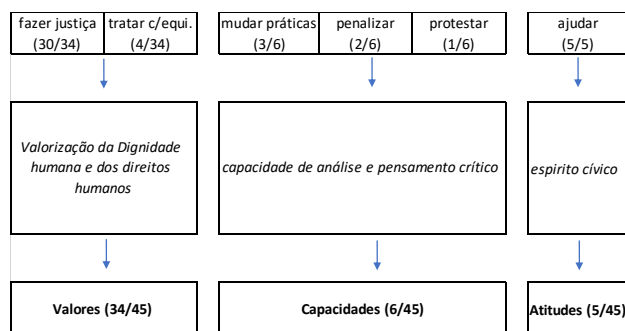 fazer justiça
(30/34)
tratar c/equi.
(4/34)
mudar práticas
(3/6)
penalizar
(2/6)
protestar
(1/6)
ajudar
(5/5)
Valorização da Dignidade
humana e dos direitos
humanos
capacidade de análise e pensamento crítico
espirito cívico
Valores (34/45)
Capacidades (6/45)
Atitudes (5/45)